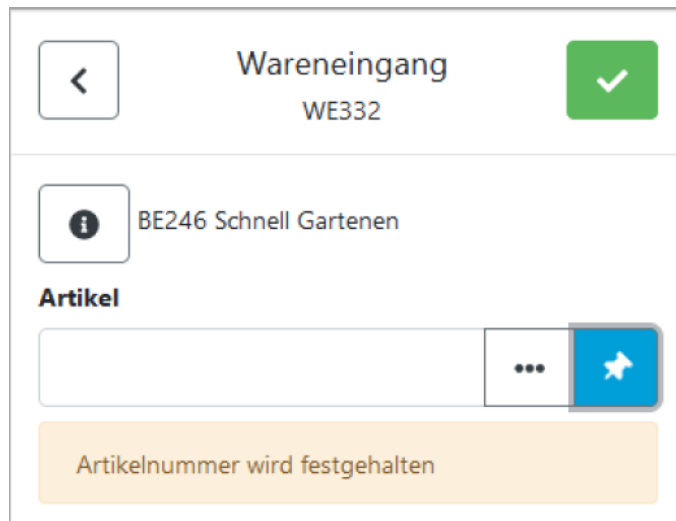 Wareneingang
WE332
BE246 Schnell Gartenen
Artikel
Artikelnummer wird festgehalten